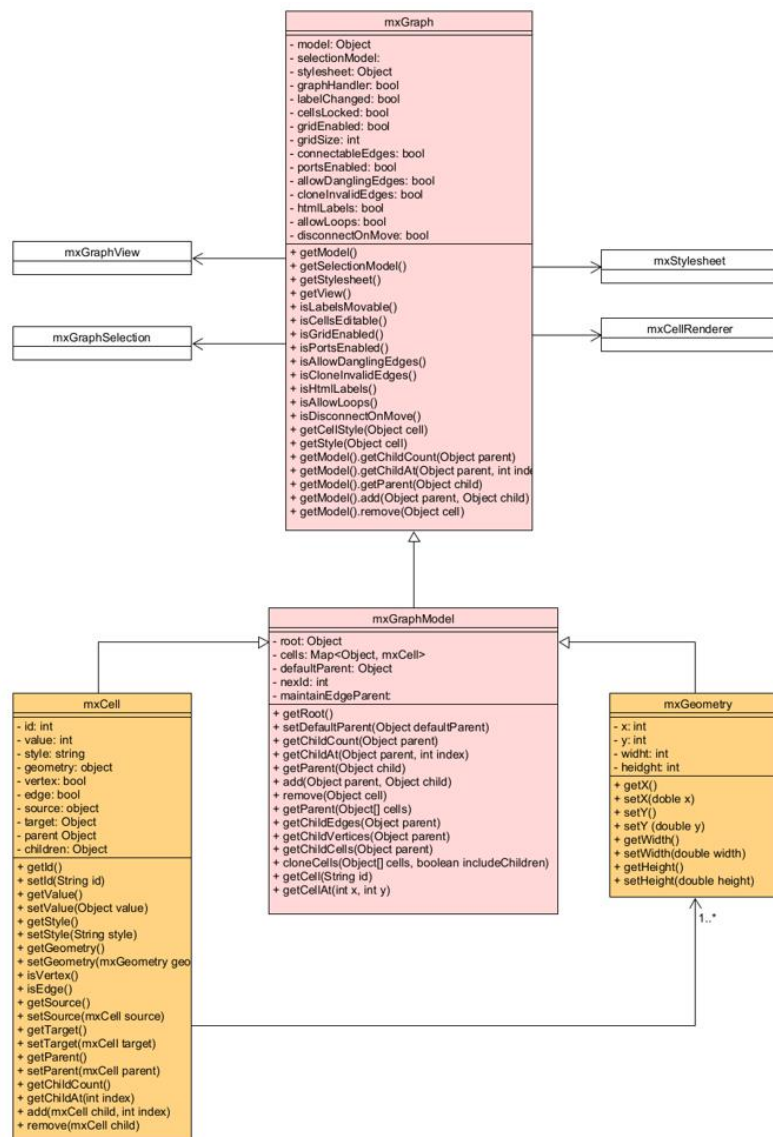 mxGraph
- model: Object
- selectionModel:
- stylesheet: Object
- graphHandler: bool
- labelChanged: bool
- cellsLocked: bool
- gridEnabled: bool
- gridSize: int
- connectableEdges: bool
- portsEnabled: bool
- allowDanglingEdges: bool
- cloneInvalidEdges: bool
- htmlLabels: bool
- allowLoops: bool
- disconnectOnMove: bool
+ getModel()
+ getSelectionModel()
+ getStylesheet()
+ getView()
+ isLabelsMovable()
+ isCellsEditable()
+ isGridEnabled()
+ isPortsEnabled()
+ isAllowDanglingEdges()
+ isCloneInvalidEdges()
+ isHtmlLabels()
+ isAllowLoops()
+ isDisconnectOnMove()
+ getCellStyle(Object cell)
+ getStyle(Object cell)
+ getModel().getChildCount(Object parent)
+ getModel().getChildAt(Object parent, int inde
+ getModel().getParent(Object child)
+ getModel().add(Object parent, Object child)
+ getModel().remove(Object cell)
mxGraphView
mxGraphSelection
mxStylesheet
mxCellRenderer
mxGraphModel
- root: Object
- cells: Map<Object, mxCell>
- defaultParent: Object
- nexId: int
- maintainEdgeParent:
+ getRoot()
+ setDefaultParent(Object defaultParent)
+ getChildCount(Object parent)
+ getChildAt(Object parent, int index)
+ getParent(Object child)
+ add(Object parent, Object child)
+ remove(Object cell)
+ getParent(Object[] cells)
+ getChildEdges(Object parent)
+ getChildVertices(Object parent)
+ getChildCells(Object parent)
+ cloneCells(Object[] cells, boolean includeChildren)
+ getCell(String id)
+ getCellAt(int x, int y)
mxCell
- id: int
- value: int
- style: string
- geometry: object
- vertex: bool
- edge: bool
- source: object
- target: Object
- parent Object
- children: Object
+ getId()
+ setId(String id)
+ getValue()
+ setValue(Object value)
+ getStyle()
+ setStyle(String style)
+ getGeometry()
+ setGeometry(mxGeometry geo
+ isVertex()
+ isEdge()
+ getSource()
+ setSource(mxCell source)
+ getTarget()
+ setTarget(mxCell target)
+ getParent()
+ setParent(mxCell parent)
+ getChildCount()
+ getChildAt(int index)
+ add(mxCell child, int index)
+ remove(mxCell child)
mxGeometry
- x: int
- y: int
- widht: int
- heidght: int
+ getX()
+ setX(doble x)
+ setY()
+ setY (double y)
+ getWidth()
+ setWidth(double width)
+ getHeight()
+ setHeight(double height)
1..*